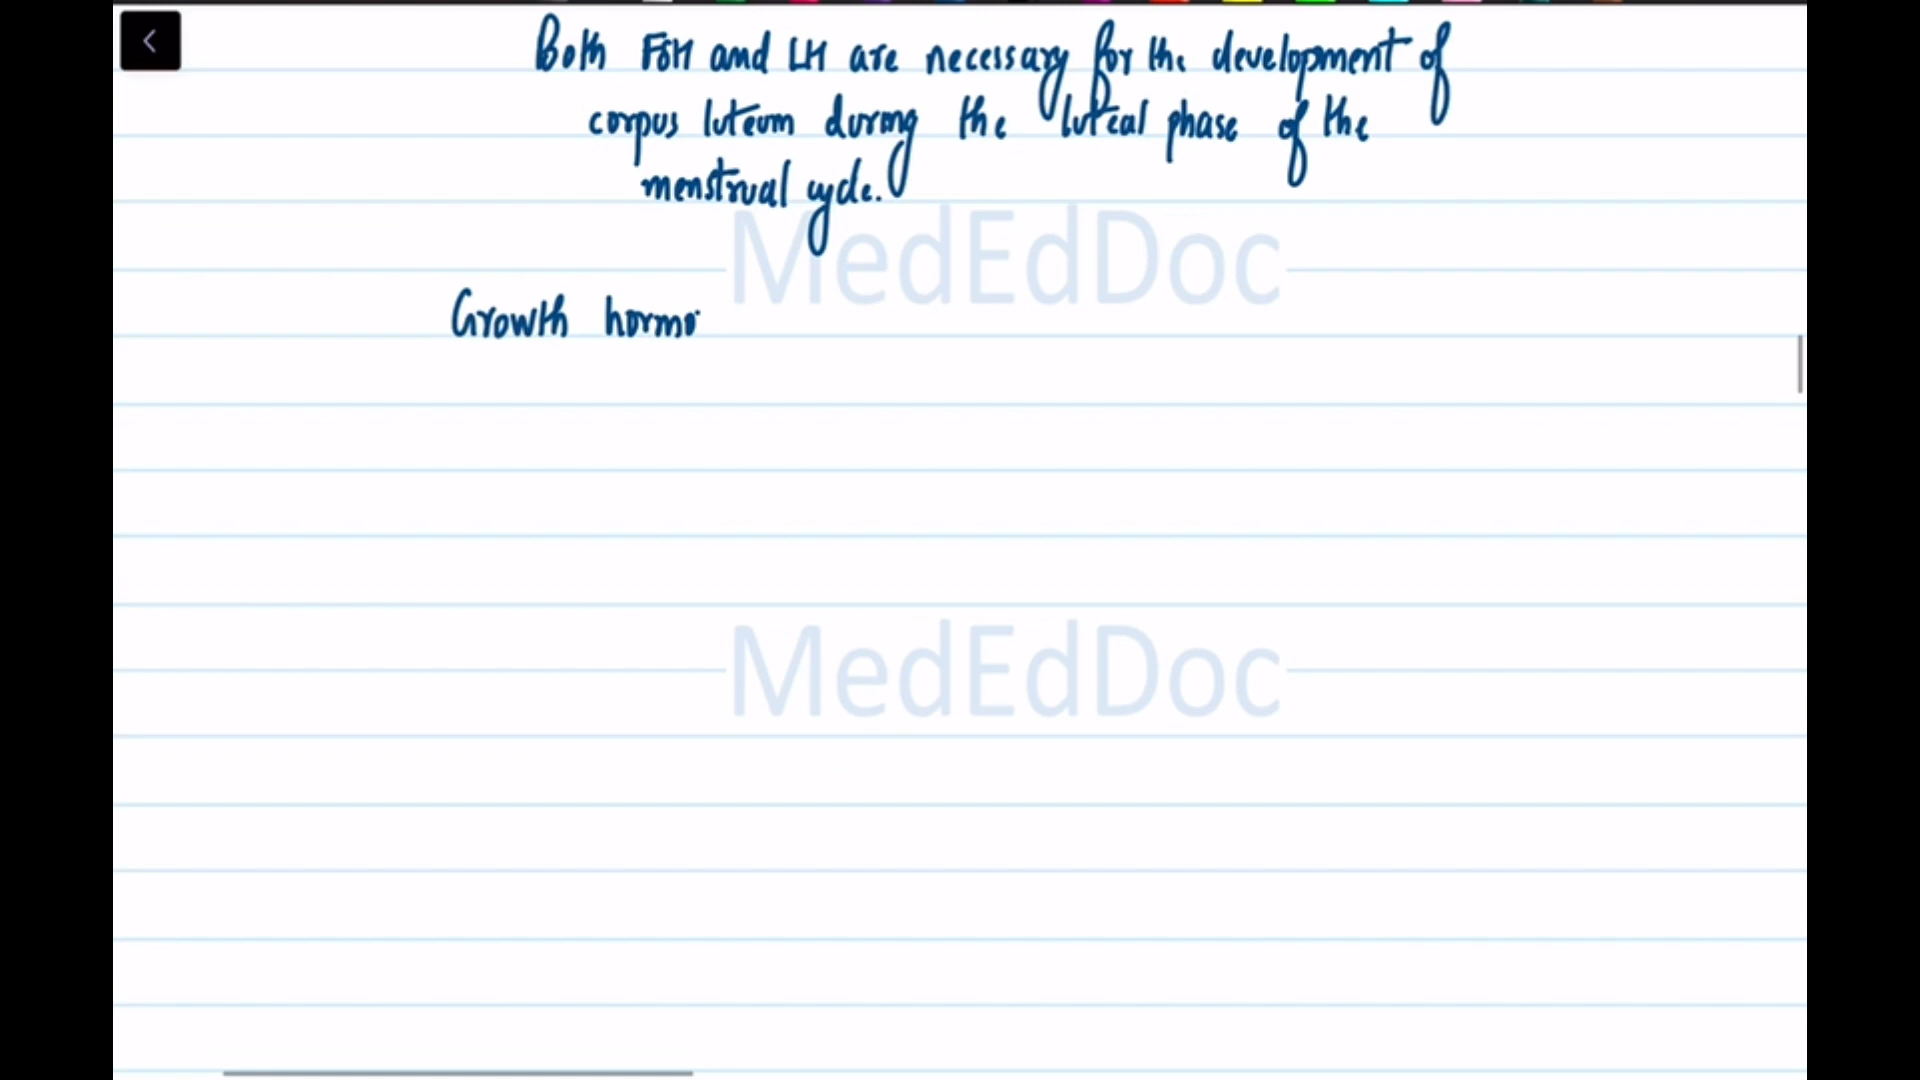 Both FSH and LH are necessary for the development of
corpus luteum during the luteal phase of the
menstrual cycle.
MedEdDoc
Growth hormo
MedEdDoc